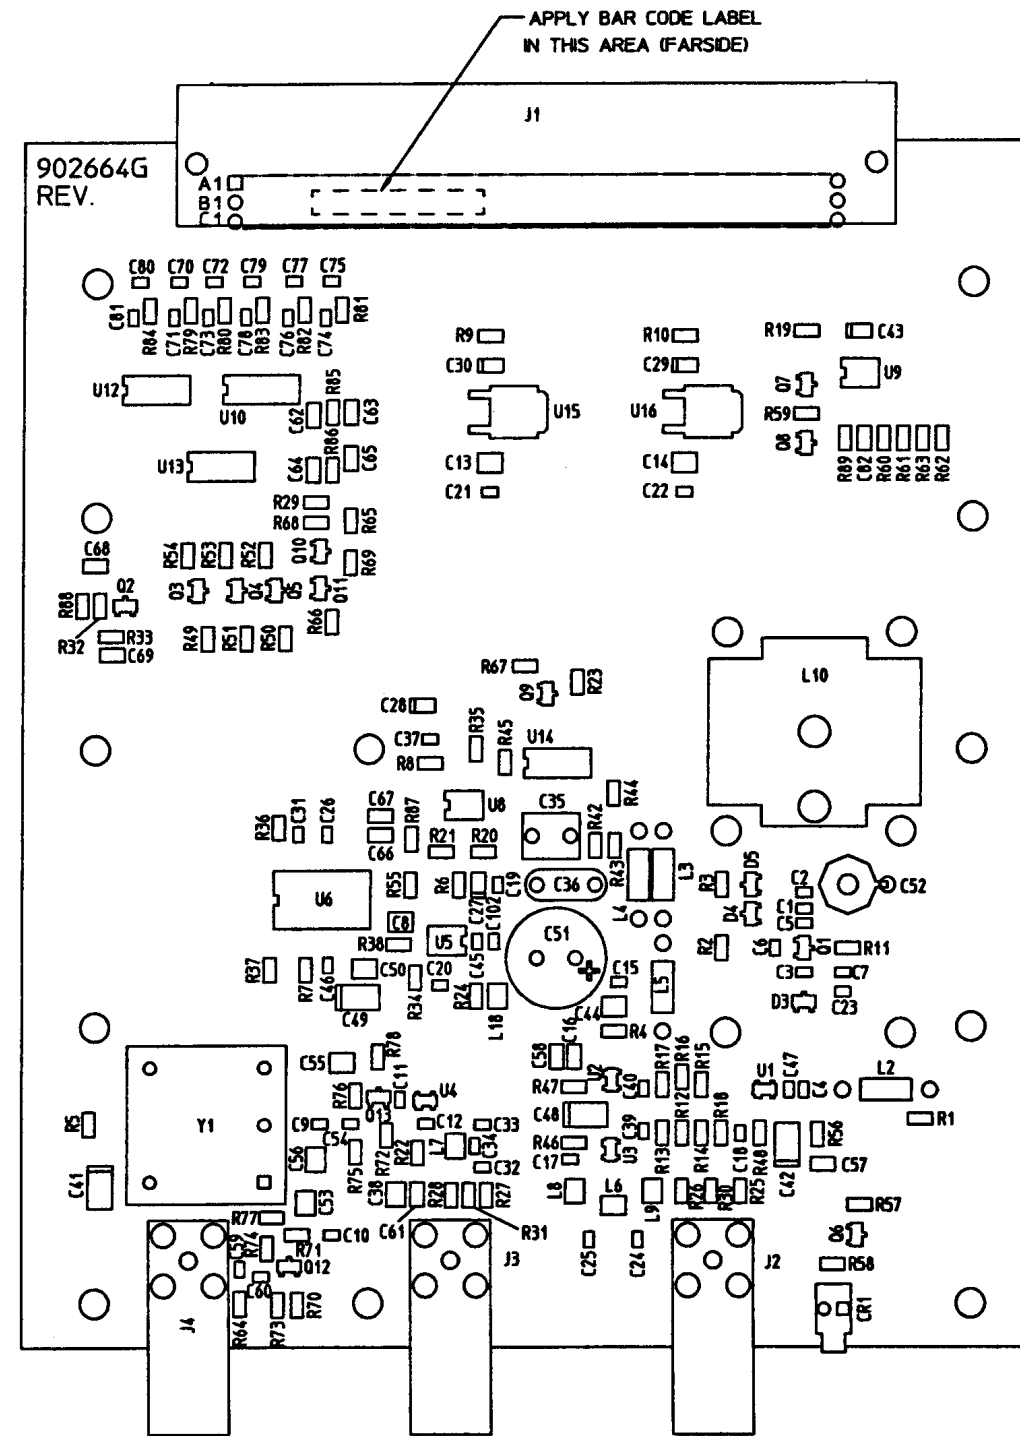 APPLY BAR CODE LABEL
IN THIS AREA (FARSIDE)
J1
902664G
REV.
A1
B1
C1
C80 C70 C72 C79 C77 C75
C81 R84 C71 R79 C73 R80 C78 R83 C76 R82 C74 R81
R9 R10 R19 C43
C30 C29 U9
U12 U10 R85 Q7
C62 C63 U15 U16 R59
R86 Q8
U13 C64 C65 C13 C14 R89 C82 R60 R61 R63 R62
R29 C21 C22
R68 R65
C68 R54 R53 R52 Q10 R69
R88 Q2 Q3 Q4 Q5 Q11
R32 R33 R49 R51 R50 R66
C69
R67 Q9 R23 L10
C28
C37 R35 R45 U14
R8
R44
R36 C31 C26 C67 R87 U8 C35 R42
C66 R21 R20
R43 L3
U6 R55 R6 C27 C19 C36 R3 D5 C2 C52
C8 C102 L4 D4 C1
C5
R38 U5 C45 C51 R2 C6 Q1 R11
R37 R7 C46 C50 R34 C20 R24 C15 L5 C3 C7
C49 L18 C44 D3 C23
C16 R4
C55 R78 C58 R17 R16 R15
R76 C11 U4 R47 U2 C40 U1 C47 C4 L2
R5 Y1 Q13 R12 R18 R1
C9 C54 C12 C33 C48 C39
R72 R22 L7 C34 R46 U3 R13 R14 C18 R48 R56
C41 C56 R75 C32 C17 C42 C57
C53 C38 C61 R28 R27 L8 L6 L9 R26 R30 R25 R57
R77 R31
C59 R74 R71 C10 J3 C25 C24 J2 Q6
C60 Q12 R58
J4 R64 R73 R70 CR1